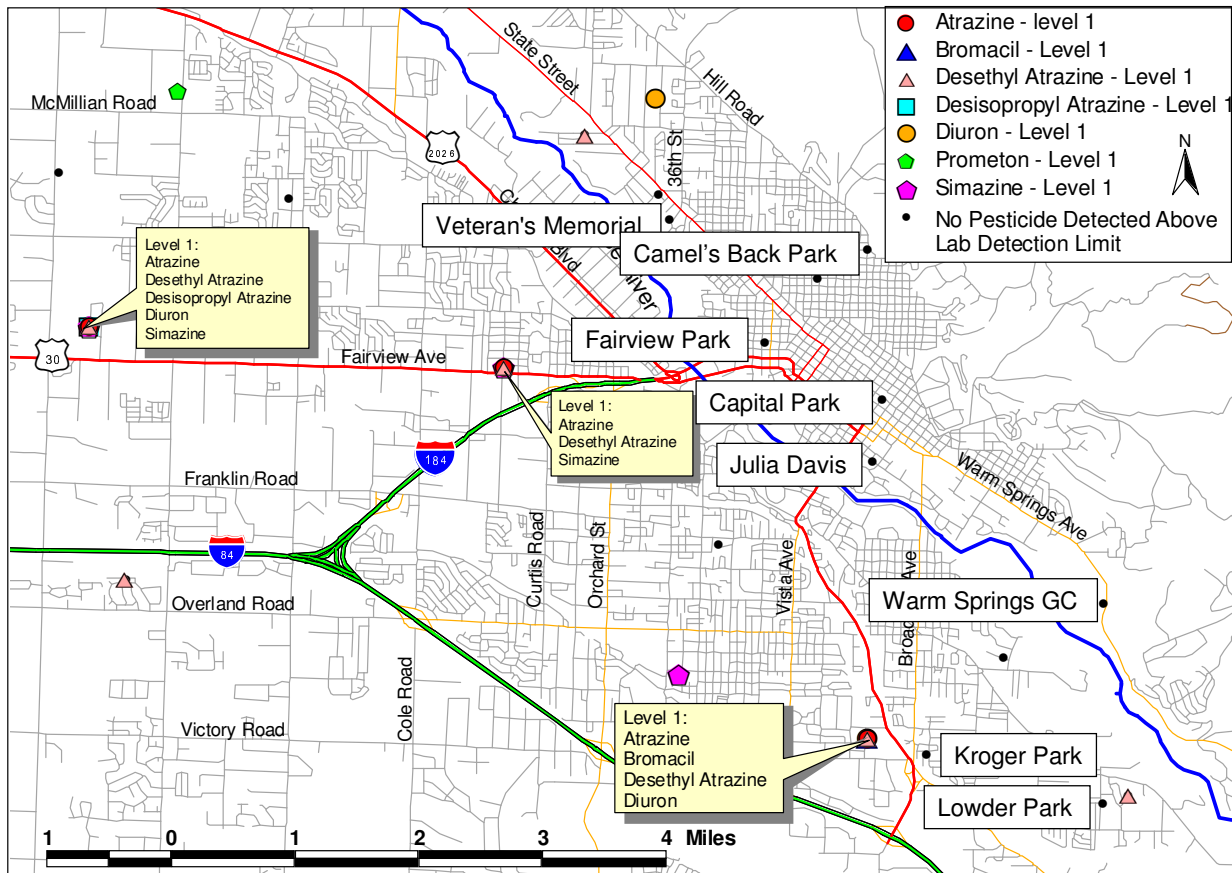 Atrazine - level 1
Bromacil - Level 1
Desethyl Atrazine - Level 1
Desisopropyl Atrazine - Level 1
Diuron - Level 1
Prometon - Level 1
Simazine - Level 1
No Pesticide Detected Above
Lab Detection Limit
N
State Street
Hill Road
McMillian Road
2026
36th St
Veteran's Memorial
Blvd
Camel's Back Park
Level 1:
Atrazine
Desethyl Atrazine
Desisopropyl Atrazine
Diuron
Simazine
30
Fairview Ave
Fairview Park
Level 1:
Atrazine
Desethyl Atrazine
Simazine
Capital Park
Julia Davis
Warm Springs Ave
184
Franklin Road
84
Curtis Road
Orchard St
Vista Ave
Ave
Overland Road
Warm Springs GC
Cole Road
Victory Road
Level 1:
Atrazine
Bromacil
Desethyl Atrazine
Diuron
Kroger Park
Lowder Park
1 0 1 2 3 4 Miles